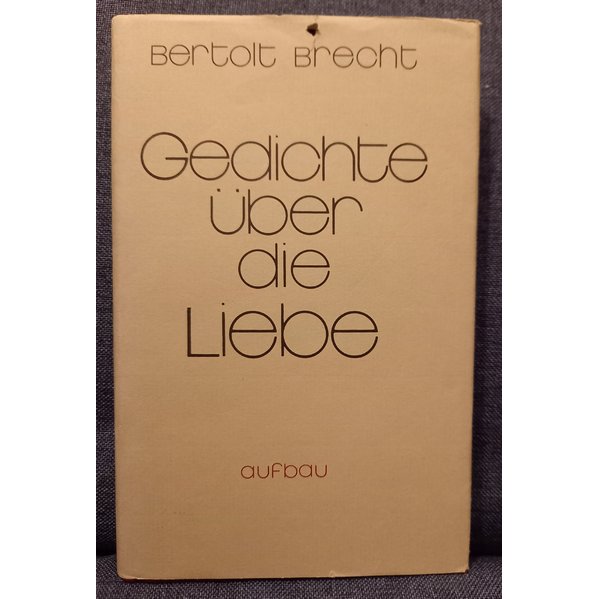 Bertolt Brecht
Gedichte
über
die
Liebe
aufbau